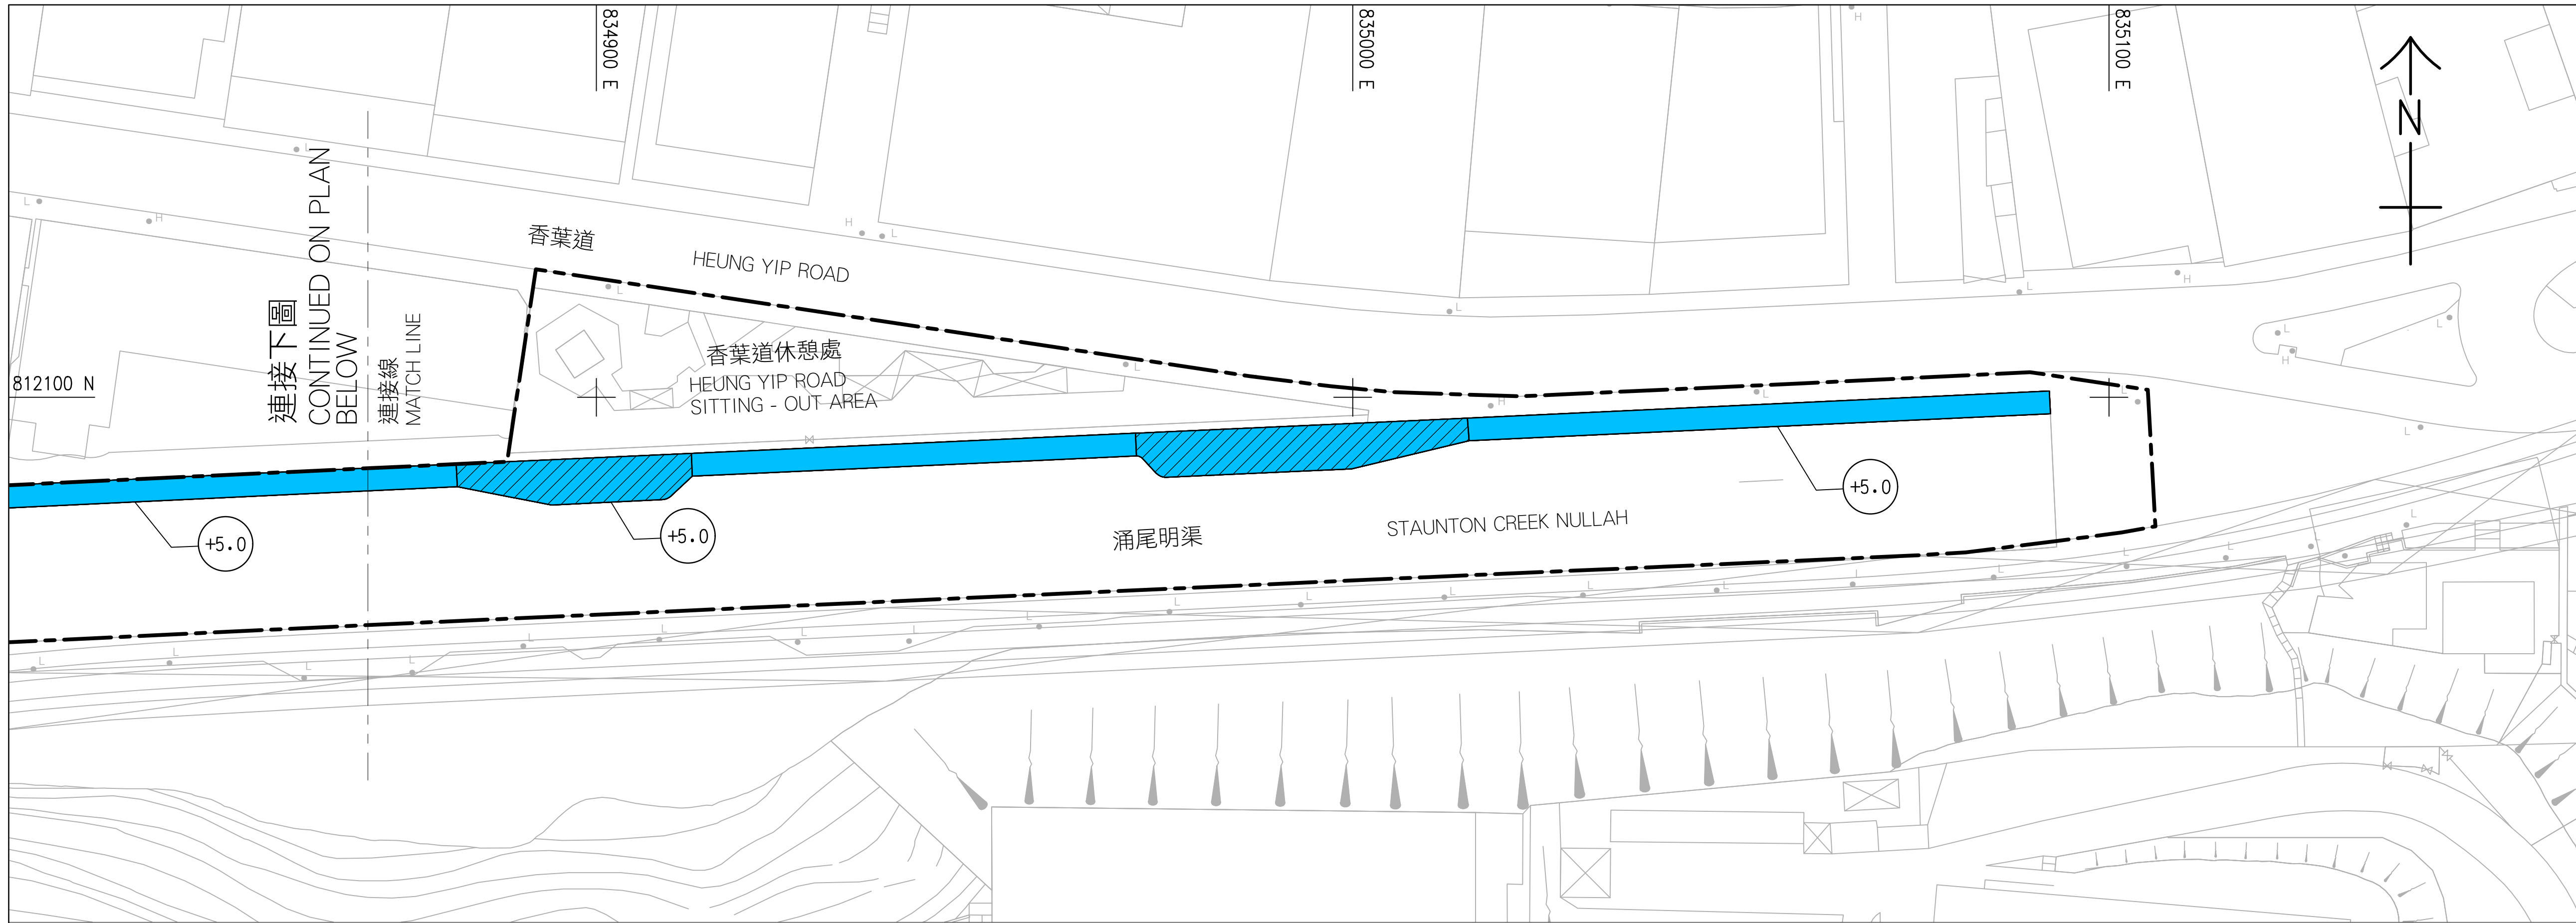 834900 E
835000 E
835100 E
N
連接下圖
CONTINUED ON PLAN
BELOW
連接線
MATCH LINE
香葉道
HEUNG YIP ROAD
香葉道休憩處
HEUNG YIP ROAD
SITTING - OUT AREA
812100 N
+5.0
+5.0
+5.0
涌尾明渠
STAUNTON CREEK NULLAH